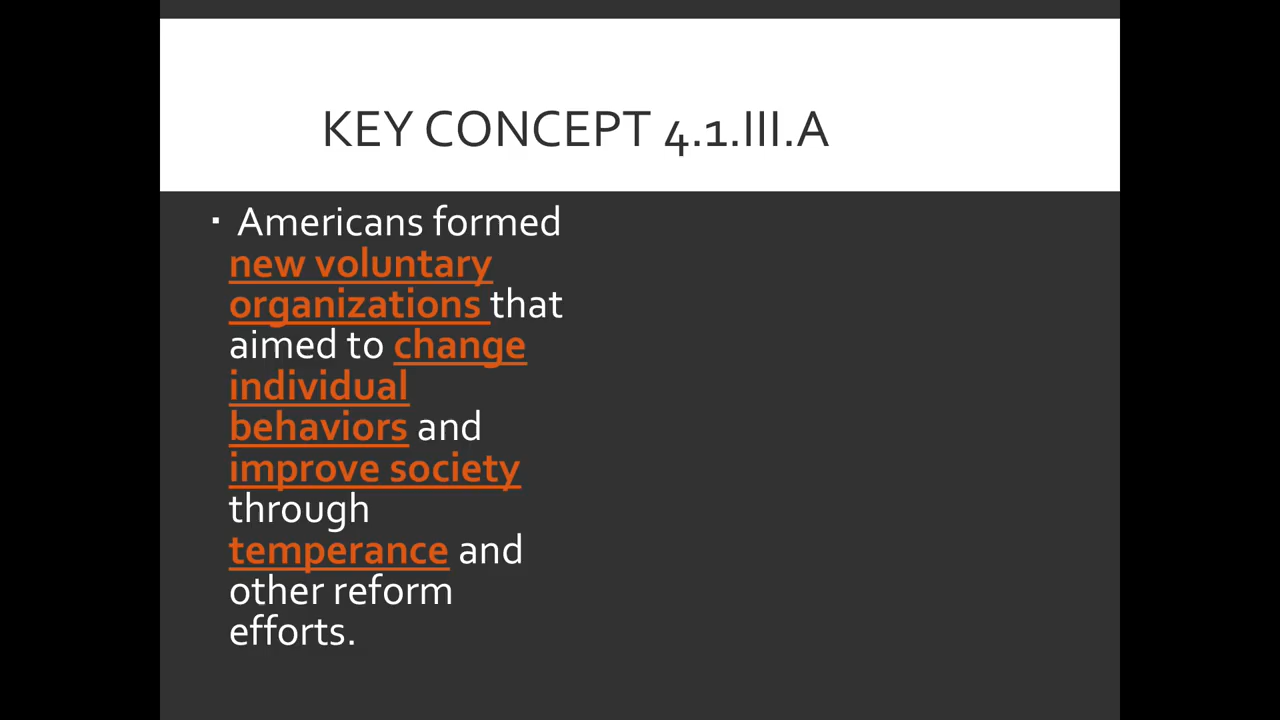 KEY CONCEPT 4.1.III.A
▪ Americans formed
new voluntary
organizations that
aimed to change
individual
behaviors and
improve society
through
temperance and
other reform
efforts.